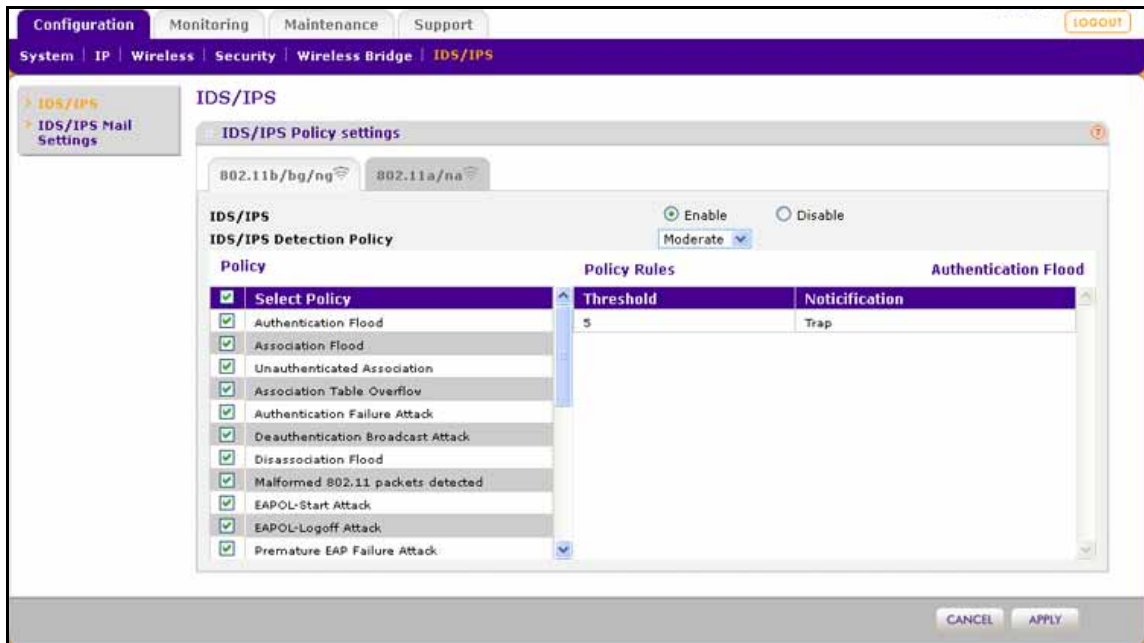 Configuration Monitoring Maintenance Support LOGOUT
System | IP | Wireless | Security | Wireless Bridge | IDS/IPS
IDS/IPS
IDS/IPS Mail
Settings
IDS/IPS
IDS/IPS Policy settings ?
802.11b/bg/ng 802.11a/na
IDS/IPS Enable Disable
IDS/IPS Detection Policy Moderate
Policy Policy Rules Authentication Flood
Select Policy Threshold Noticification
Authentication Flood 5 Trap
Association Flood
Unauthenticated Association
Association Table Overflow
Authentication Failure Attack
Deauthentication Broadcast Attack
Disassociation Flood
Malformed 802.11 packets detected
EAPOL-Start Attack
EAPOL-Logoff Attack
Premature EAP Failure Attack
CANCEL APPLY